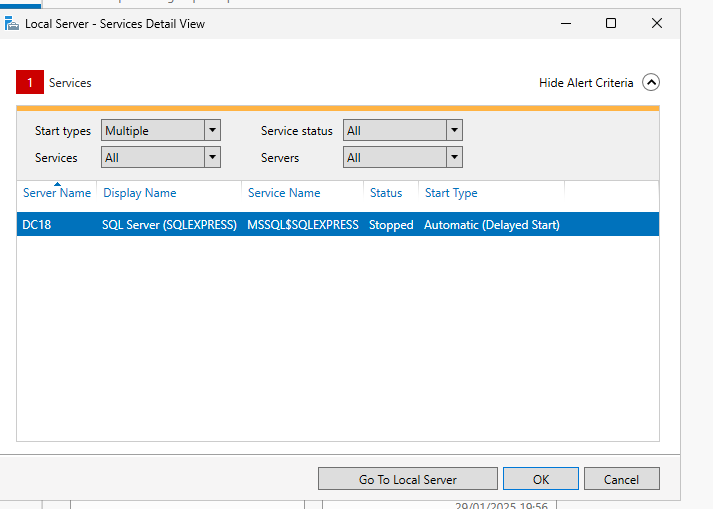 Local Server - Services Detail View
1 Services
Hide Alert Criteria
Start types Multiple Service status All
Services All Servers All
Server Name Display Name Service Name Status Start Type
DC18 SQL Server (SQLEXPRESS) MSSQL$SQLEXPRESS Stopped Automatic (Delayed Start)
Go To Local Server OK Cancel
29/01/2025 19:56